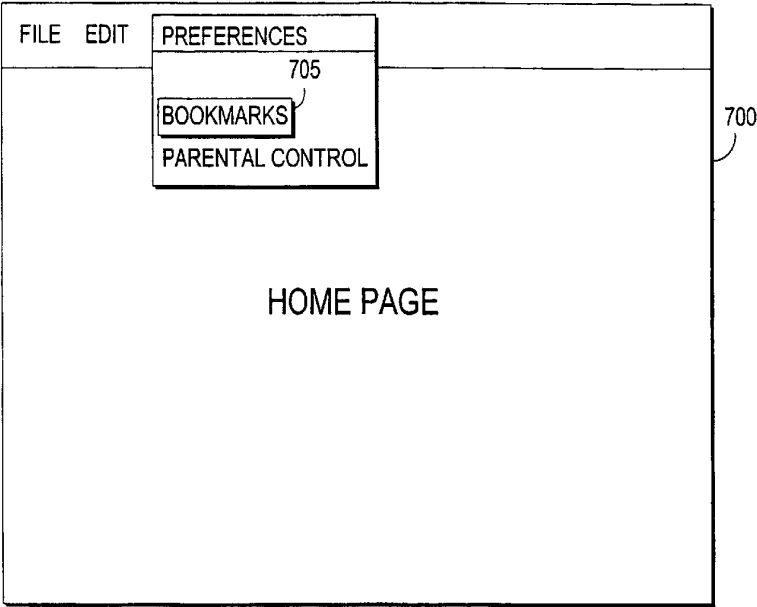 FILE EDIT PREFERENCES
705
BOOKMARKS
700
PARENTAL CONTROL
HOME PAGE